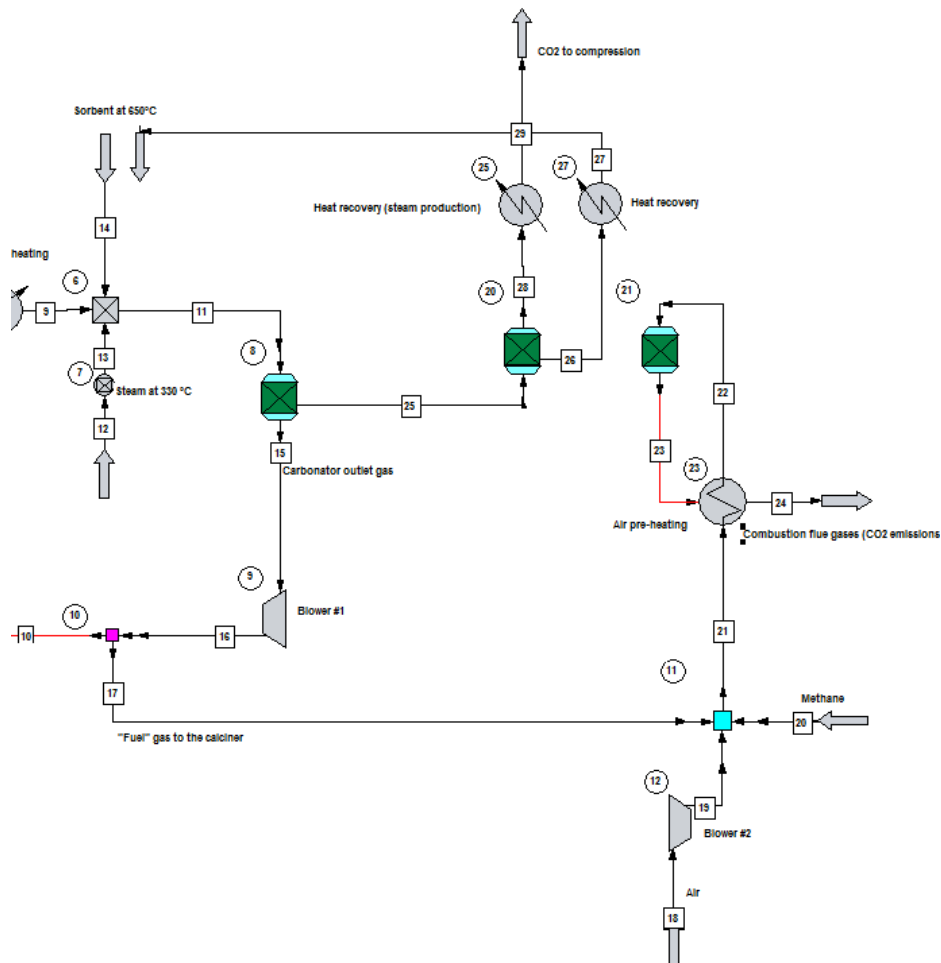 CO2 to compression
Sorbent at 650°C
29
27
25
27
Heat recovery (steam production)
Heat recovery
14
heating
6
20
28
21
9
11
13
8
7
Steam at 330 °C
26
22
12
25
15
23
23
Carbonator outlet gas
24
Air pre-heating
Combustion flue gases (CO2 emissions
9
Blower #1
10
10
16
21
11
17
Methane
20
"Fuel" gas to the calciner
12
19
Blower #2
Air
18